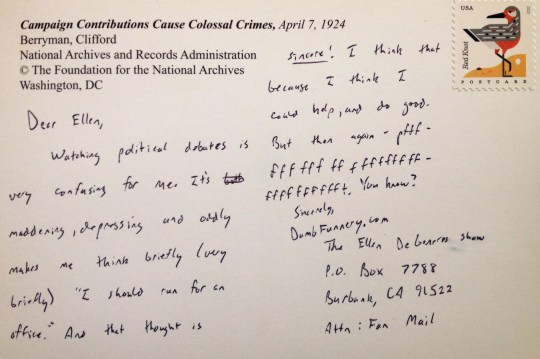 Campaign Contributions Cause Colossal Crimes, April 7, 1924
Berryman, Clifford
National Archives and Records Administration
© The Foundation for the National Archives
Washington, DC
USA
Red Knot
POSTCARD
Dear Ellen,
Watching political debates is
very confusing for me. It's
maddening, depressing and oddly
makes me think briefly (very
briefly) "I should run for an
office." And that thought is
sincere! I think that
because I think I
could help, and do good.
But then again - pfff -
fff fff ff ffffffff -
ffffffffft. You know?
Sincerely,
DumbFunnery.com
The Ellen DeGeneres Show
P.O. Box 7788
Burbank, CA 91522
Attn: Fan Mail